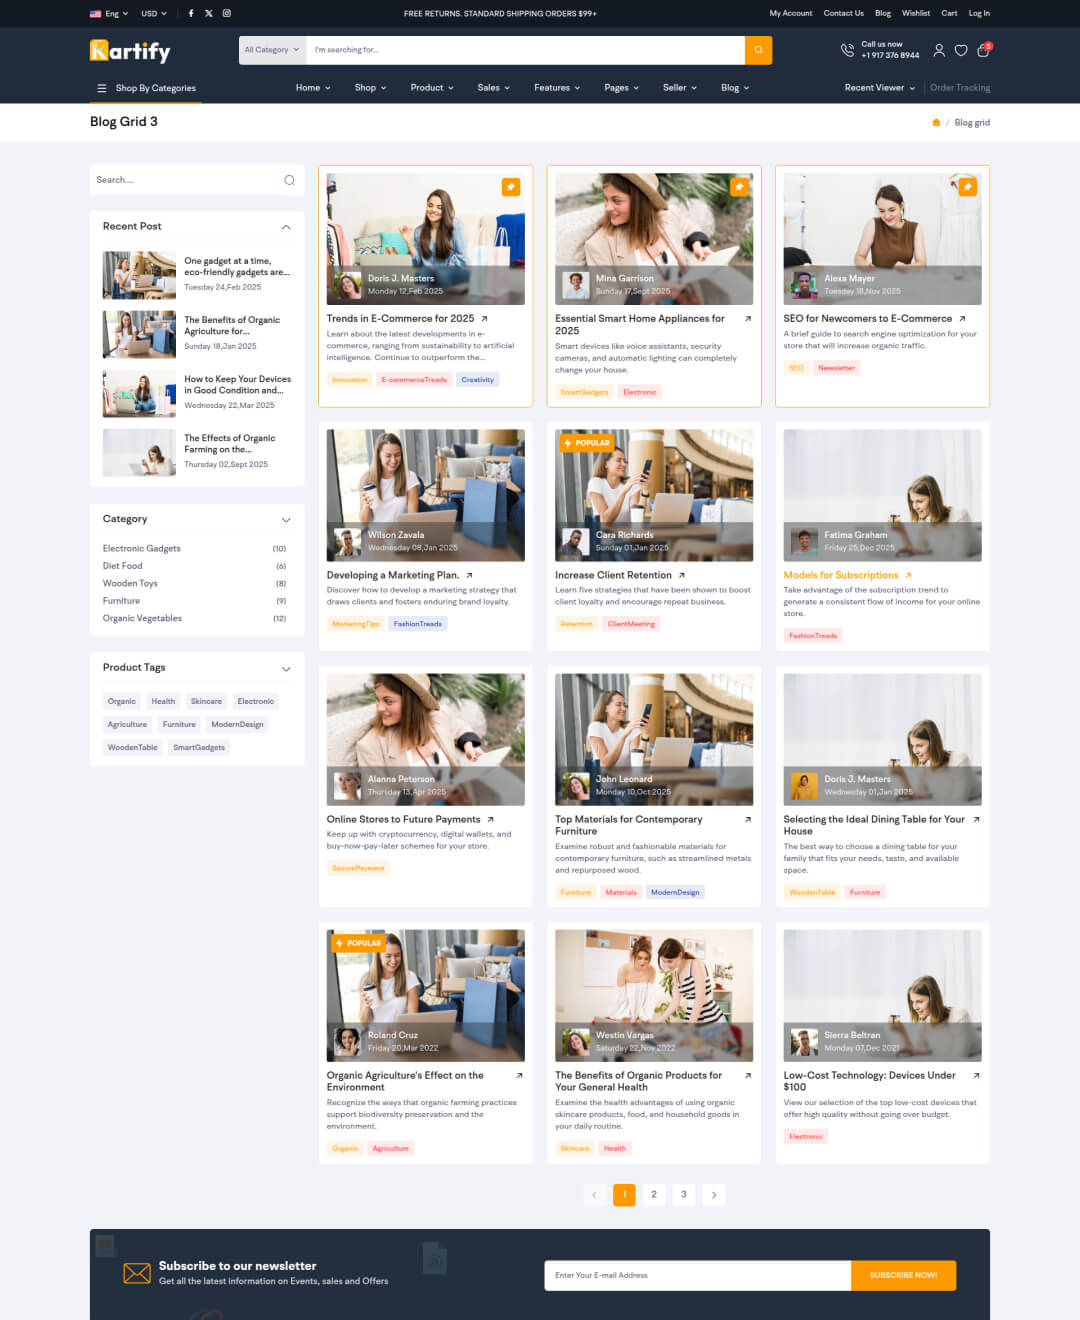 Eng USD FREE RETURNS. STANDARD SHIPPING ORDERS $99+ My Account Contact Us Blog Wishlist Cart Log In
Kartify All Category I'm searching for... Call us now
+1 917 376 8944 5
Shop By Categories Home Shop Product Sales Features Pages Seller Blog Recent Viewer Order Tracking
Blog Grid 3 / Blog grid
Search....
Recent Post
One gadget at a time,
eco-friendly gadgets are...
Tuesday 24,Feb 2025
The Benefits of Organic
Agriculture for...
Sunday 18,Jan 2025
How to Keep Your Devices
in Good Condition and...
Wednesday 22,Mar 2025
The Effects of Organic
Farming on the...
Thursday 02,Sept 2025
Category
Electronic Gadgets (10)
Diet Food (6)
Wooden Toys (8)
Furniture (9)
Organic Vegetables (12)
Product Tags
Organic Health Skincare Electronic
Agriculture Furniture ModernDesign
WoodenTable SmartGadgets
Doris J. Masters
Monday 12,Feb 2025
Trends in E-Commerce for 2025
Learn about the latest developments in e-
commerce, ranging from sustainability to artificial
intelligence. Continue to outperform the...
Innovation E-commerceTreads Creativity
Mina Garrison
Sunday 17,Sept 2025
Essential Smart Home Appliances for
2025
Smart devices like voice assistants, security
cameras, and automatic lighting can completely
change your house.
SmartGadgets Electronic
Alexa Mayer
Tuesday 18,Nov 2025
SEO for Newcomers to E-Commerce
A brief guide to search engine optimization for your
store that will increase organic traffic.
SEO Newsletter
Wilson Zavala
Wednesday 08,Jan 2025
Developing a Marketing Plan.
Discover how to develop a marketing strategy that
draws clients and fosters enduring brand loyalty.
MarketingTips FashionTreads
POPULAR
Cara Richards
Sunday 01,Jan 2025
Increase Client Retention
Learn five strategies that have been shown to boost
client loyalty and encourage repeat business.
Retention ClientMeeting
Fatima Graham
Friday 25,Dec 2025
Models for Subscriptions
Take advantage of the subscription trend to
generate a consistent flow of income for your online
store.
FashionTreads
Alanna Peterson
Thursday 13,Apr 2025
Online Stores to Future Payments
Keep up with cryptocurrency, digital wallets, and
buy-now-pay-later schemes for your store.
SecurePayment
John Leonard
Monday 10,Oct 2025
Top Materials for Contemporary
Furniture
Examine robust and fashionable materials for
contemporary furniture, such as streamlined metals
and repurposed wood.
Furniture Materials ModernDesign
Doris J. Masters
Wednesday 01,Jan 2025
Selecting the Ideal Dining Table for Your
House
The best way to choose a dining table for your
family that fits your needs, taste, and available
space.
WoodenTable Furniture
POPULAR
Roland Cruz
Friday 20,Mar 2022
Organic Agriculture's Effect on the
Environment
Recognize the ways that organic farming practices
support biodiversity preservation and the
environment.
Organic Agriculture
Westin Vargas
Saturday 22,Nov 2022
The Benefits of Organic Products for
Your General Health
Examine the health advantages of using organic
skincare products, food, and household goods in
your daily routine.
Skincare Health
Sierra Beltran
Monday 07,Dec 2021
Low-Cost Technology: Devices Under
$100
View our selection of the top low-cost devices that
offer high quality without going over budget.
Electronic
1 2 3
Subscribe to our newsletter
Get all the latest information on Events, sales and Offers
Enter Your E-mail Address SUBSCRIBE NOW!